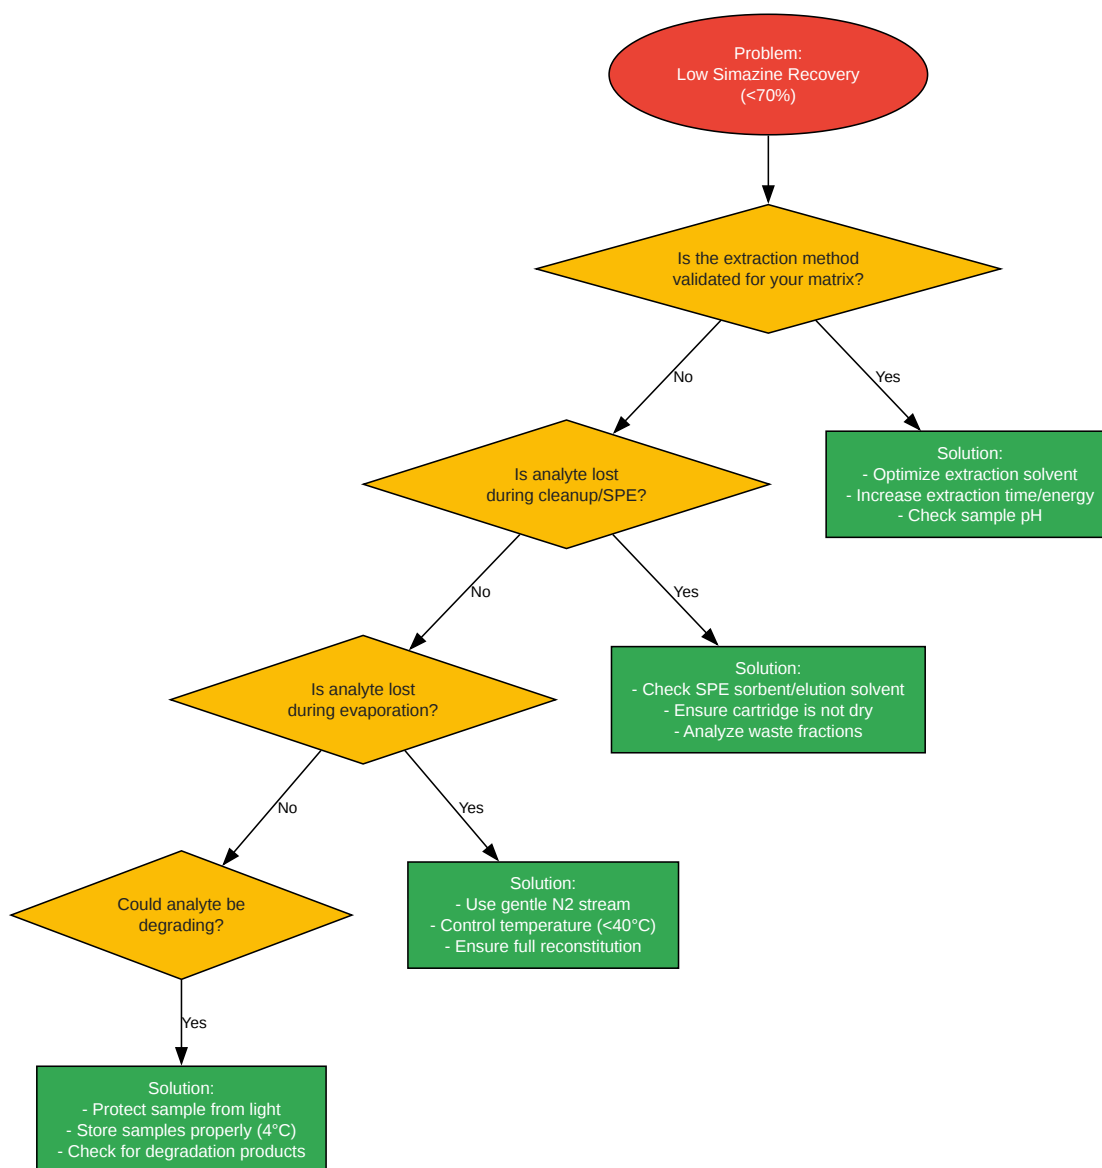 Problem:
Low Simazine Recovery
(<70%)
Is the extraction method
validated for your matrix?
No
Yes
Is analyte lost
during cleanup/SPE?
Solution:
- Optimize extraction solvent
- Increase extraction time/energy
- Check sample pH
No
Yes
Is analyte lost
during evaporation?
Solution:
- Check SPE sorbent/elution solvent
- Ensure cartridge is not dry
- Analyze waste fractions
No
Yes
Could analyte be
degrading?
Solution:
- Use gentle N2 stream
- Control temperature (<40°C)
- Ensure full reconstitution
Yes
Solution:
- Protect sample from light
- Store samples properly (4°C)
- Check for degradation products